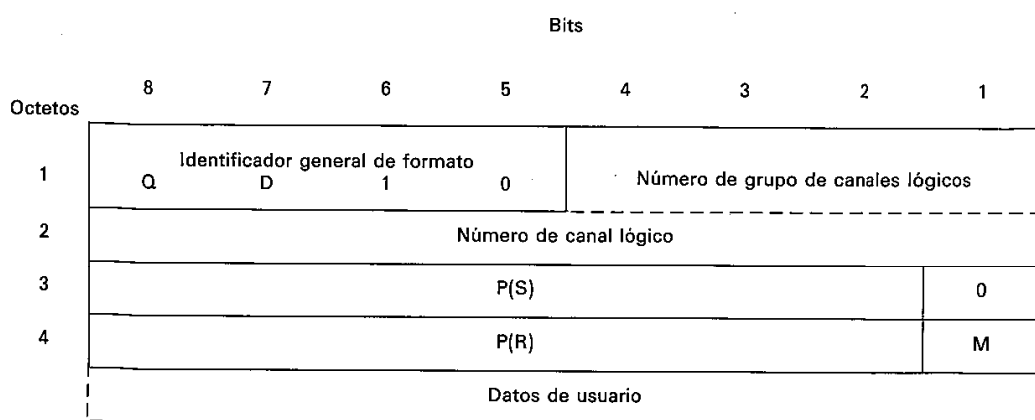 Bits
8 7 6 5 4 3 2 1
Octetos
1 Identificador general de formato
Q D 1 0 Número de grupo de canales lógicos
2 Número de canal lógico
3 P(S) 0
4 P(R) M
Datos de usuario